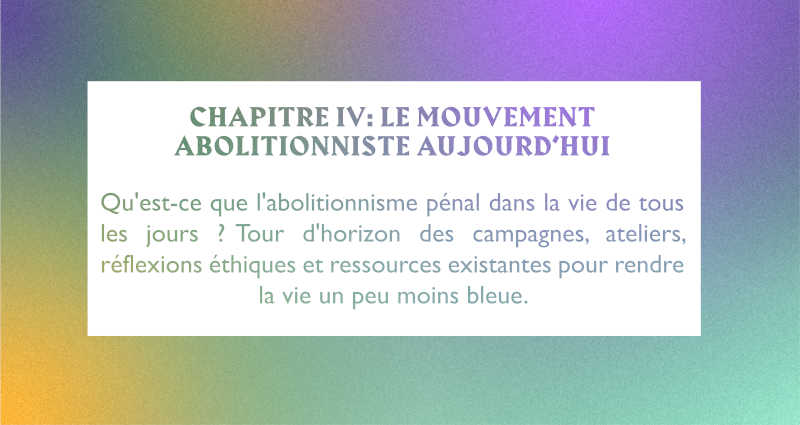 CHAPITRE IV: LE MOUVEMENT
ABOLITIONNISTE AUJOURD'HUI
Qu'est-ce que l'abolitionnisme pénal dans la vie de tous
les jours ? Tour d'horizon des campagnes, ateliers,
réflexions éthiques et ressources existantes pour rendre
la vie un peu moins bleue.